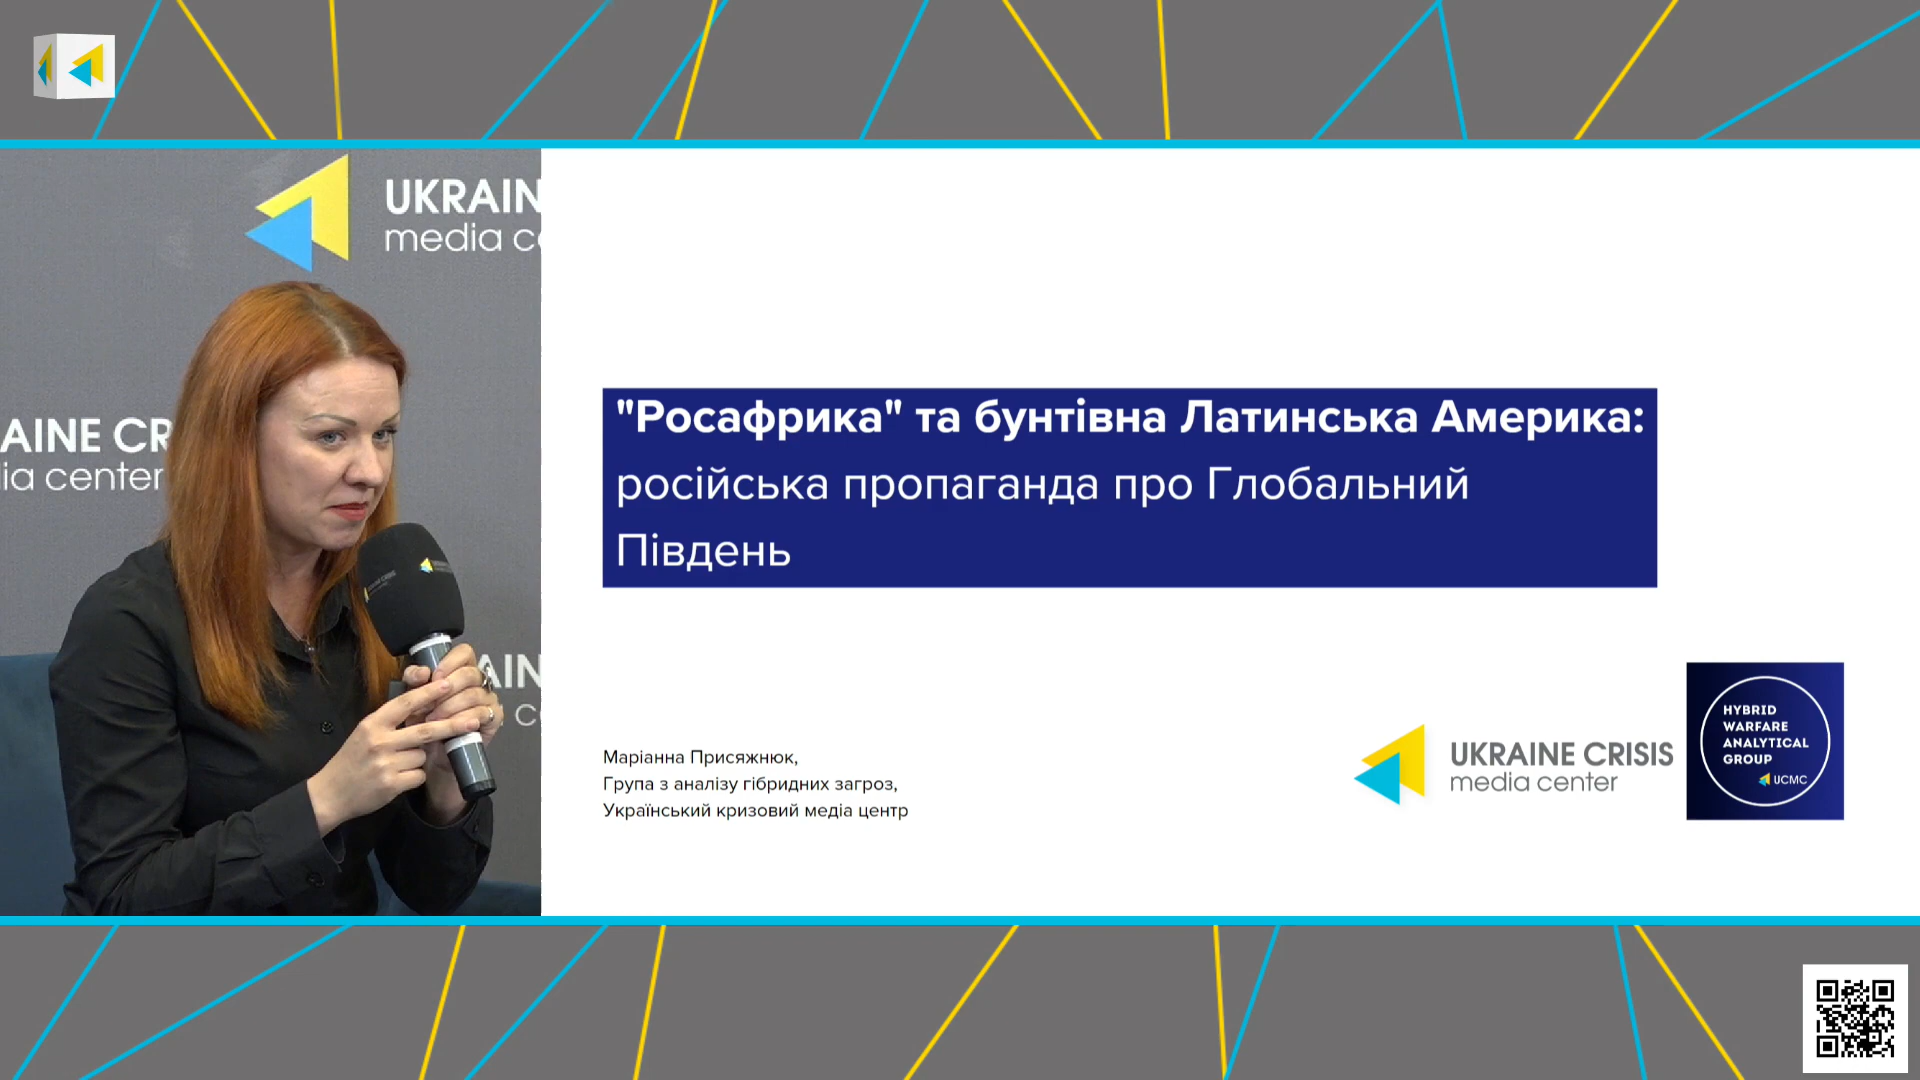 UKRAIN
media c
AINE CR
ia center
AIN
c
"Росафрика" та бунтівна Латинська Америка:
російська пропаганда про Глобальний
Південь
Маріанна Присяжнюк,
Група з аналізу гібридних загроз,
Український кризовий медіа центр
UKRAINE CRISIS
media center
HYBRID
WARFARE
ANALYTICAL
GROUP
UCMC